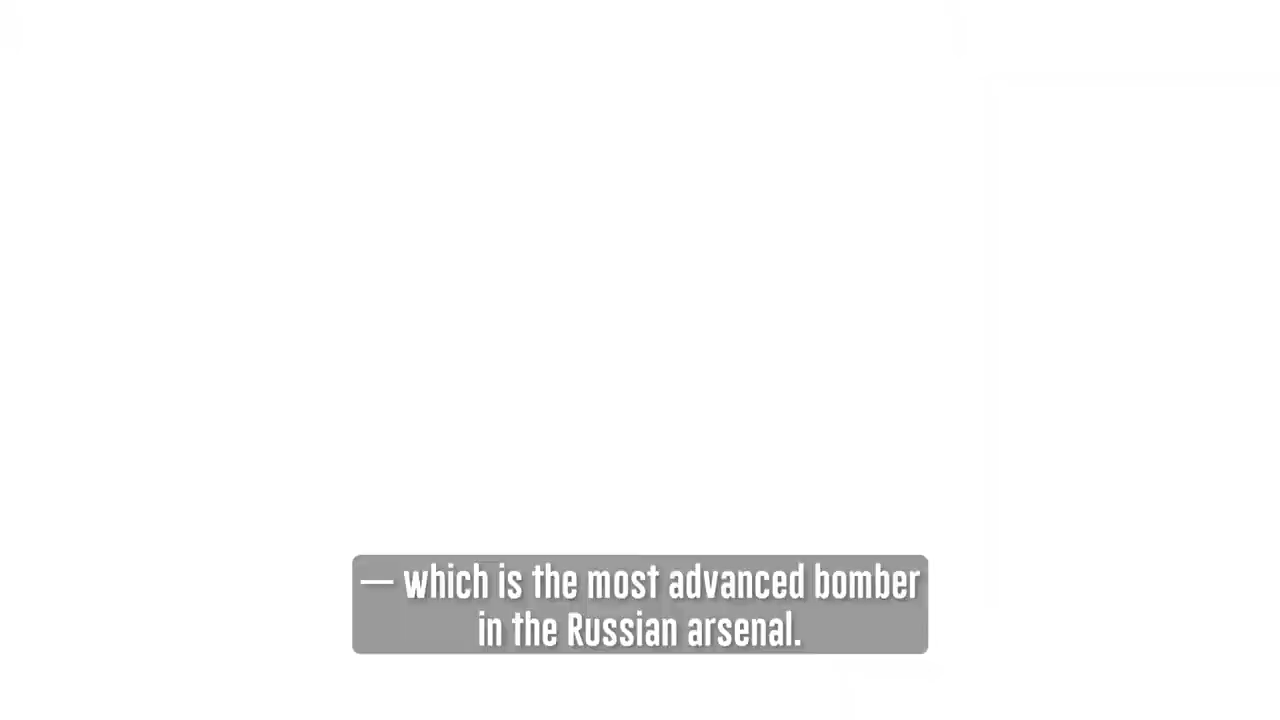 — which is the most advanced bomber
in the Russian arsenal.